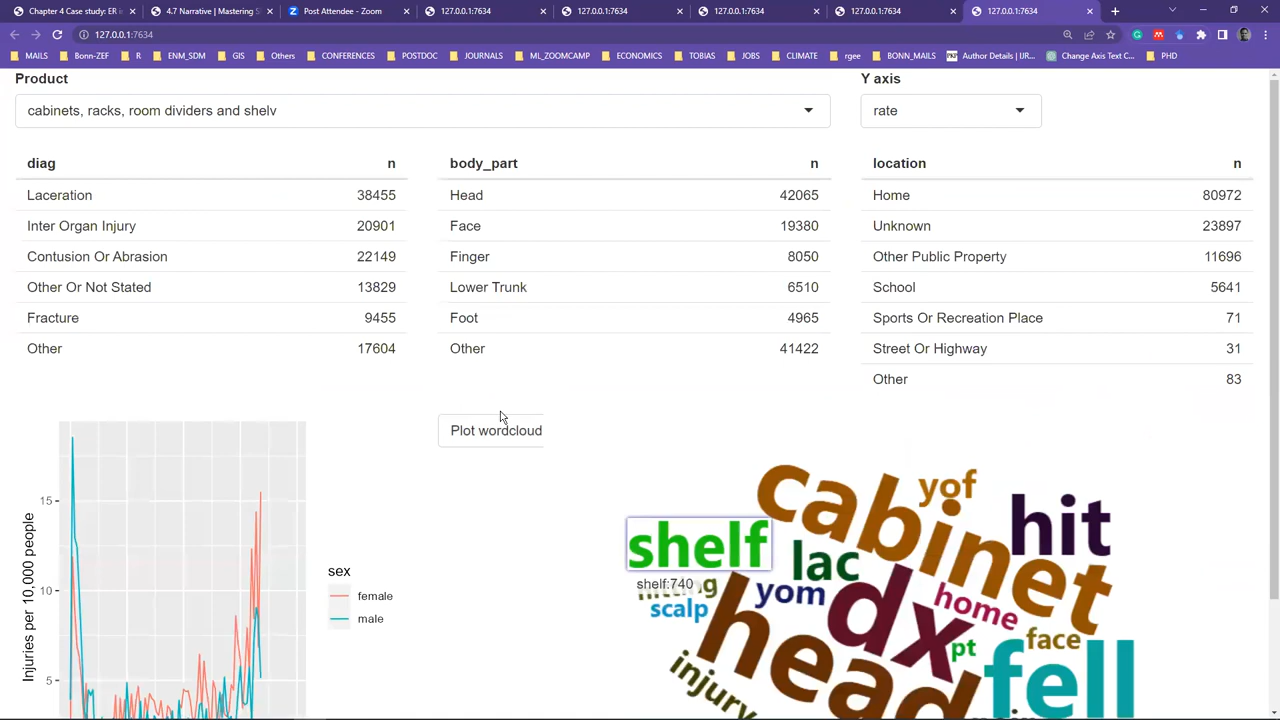 Chapter 4 Case study: ER i
4.7 Narrative | Mastering S
Post Attendee - Zoom
127.0.0.1:7634
127.0.0.1:7634
127.0.0.1:7634
127.0.0.1:7634
127.0.0.1:7634
127.0.0.1:7634
MAILS
Bonn-ZEF
R
ENM_SDM
GIS
Others
CONFERENCES
POSTDOC
JOURNALS
ML_ZOOMCAMP
ECONOMICS
TOBIAS
JOBS
CLIMATE
rgee
BONN_MAILS
Author Details | IJR...
Change Axis Text C...
PHD
Product
Y axis
cabinets, racks, room dividers and shelv
rate
diag n
Laceration 38455
Inter Organ Injury 20901
Contusion Or Abrasion 22149
Other Or Not Stated 13829
Fracture 9455
Other 17604
body_part n
Head 42065
Face 19380
Finger 8050
Lower Trunk 6510
Foot 4965
Other 41422
location n
Home 80972
Unknown 23897
Other Public Property 11696
School 5641
Sports Or Recreation Place 71
Street Or Highway 31
Other 83
Plot wordcloud
Injuries per 10,000 people
15
10
5
sex
female
male
cabinet
yof
hit
shelf
lac
shelf:740
yom
scalp
home
dx
face
pt
head
fell
injury